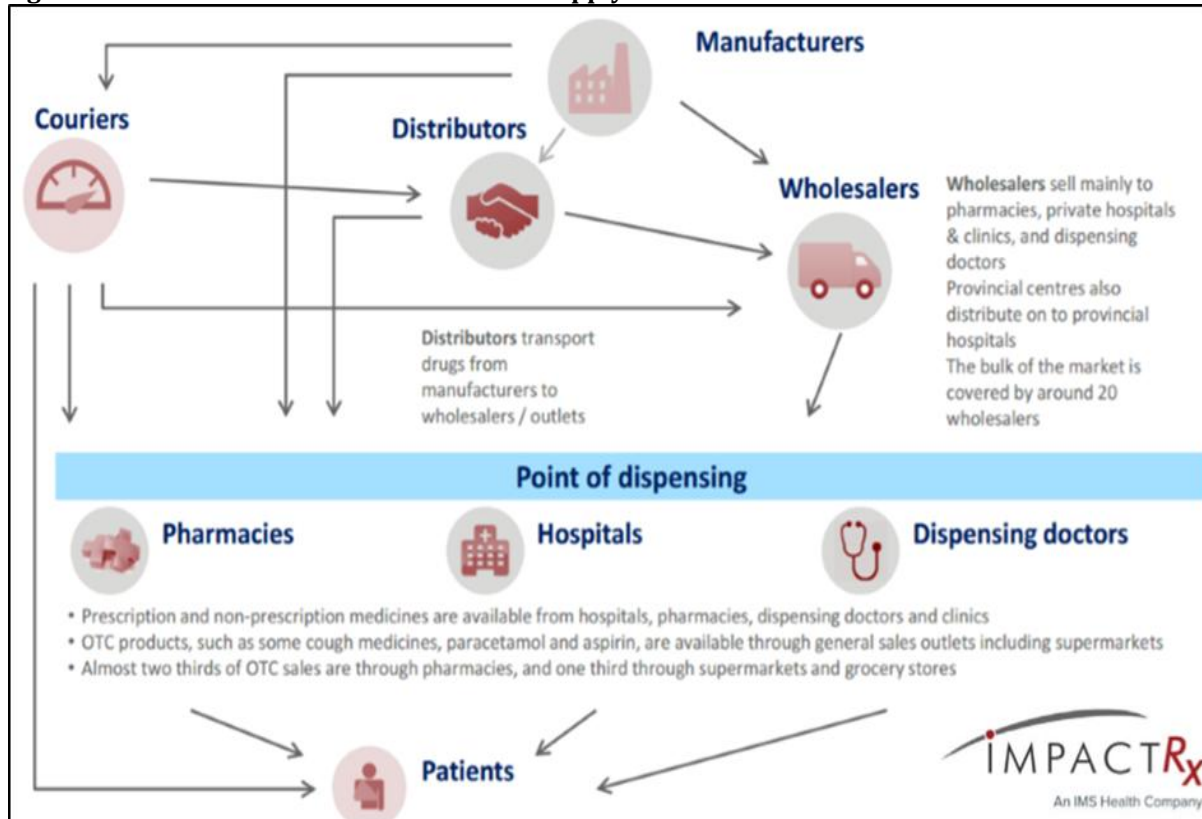 Manufacturers
Couriers
Distributors
Wholesalers
Wholesalers sell mainly to
pharmacies, private hospitals
& clinics, and dispensing
doctors
Provincial centres also
distribute on to provincial
hospitals
The bulk of the market is
covered by around 20
wholesalers
Distributors transport
drugs from
manufacturers to
wholesalers / outlets
Point of dispensing
Pharmacies
Hospitals
Dispensing doctors
• Prescription and non-prescription medicines are available from hospitals, pharmacies, dispensing doctors and clinics
• OTC products, such as some cough medicines, paracetamol and aspirin, are available through general sales outlets including supermarkets
• Almost two thirds of OTC sales are through pharmacies, and one third through supermarkets and grocery stores
Patients
iMPACTRx
An IMS Health Company